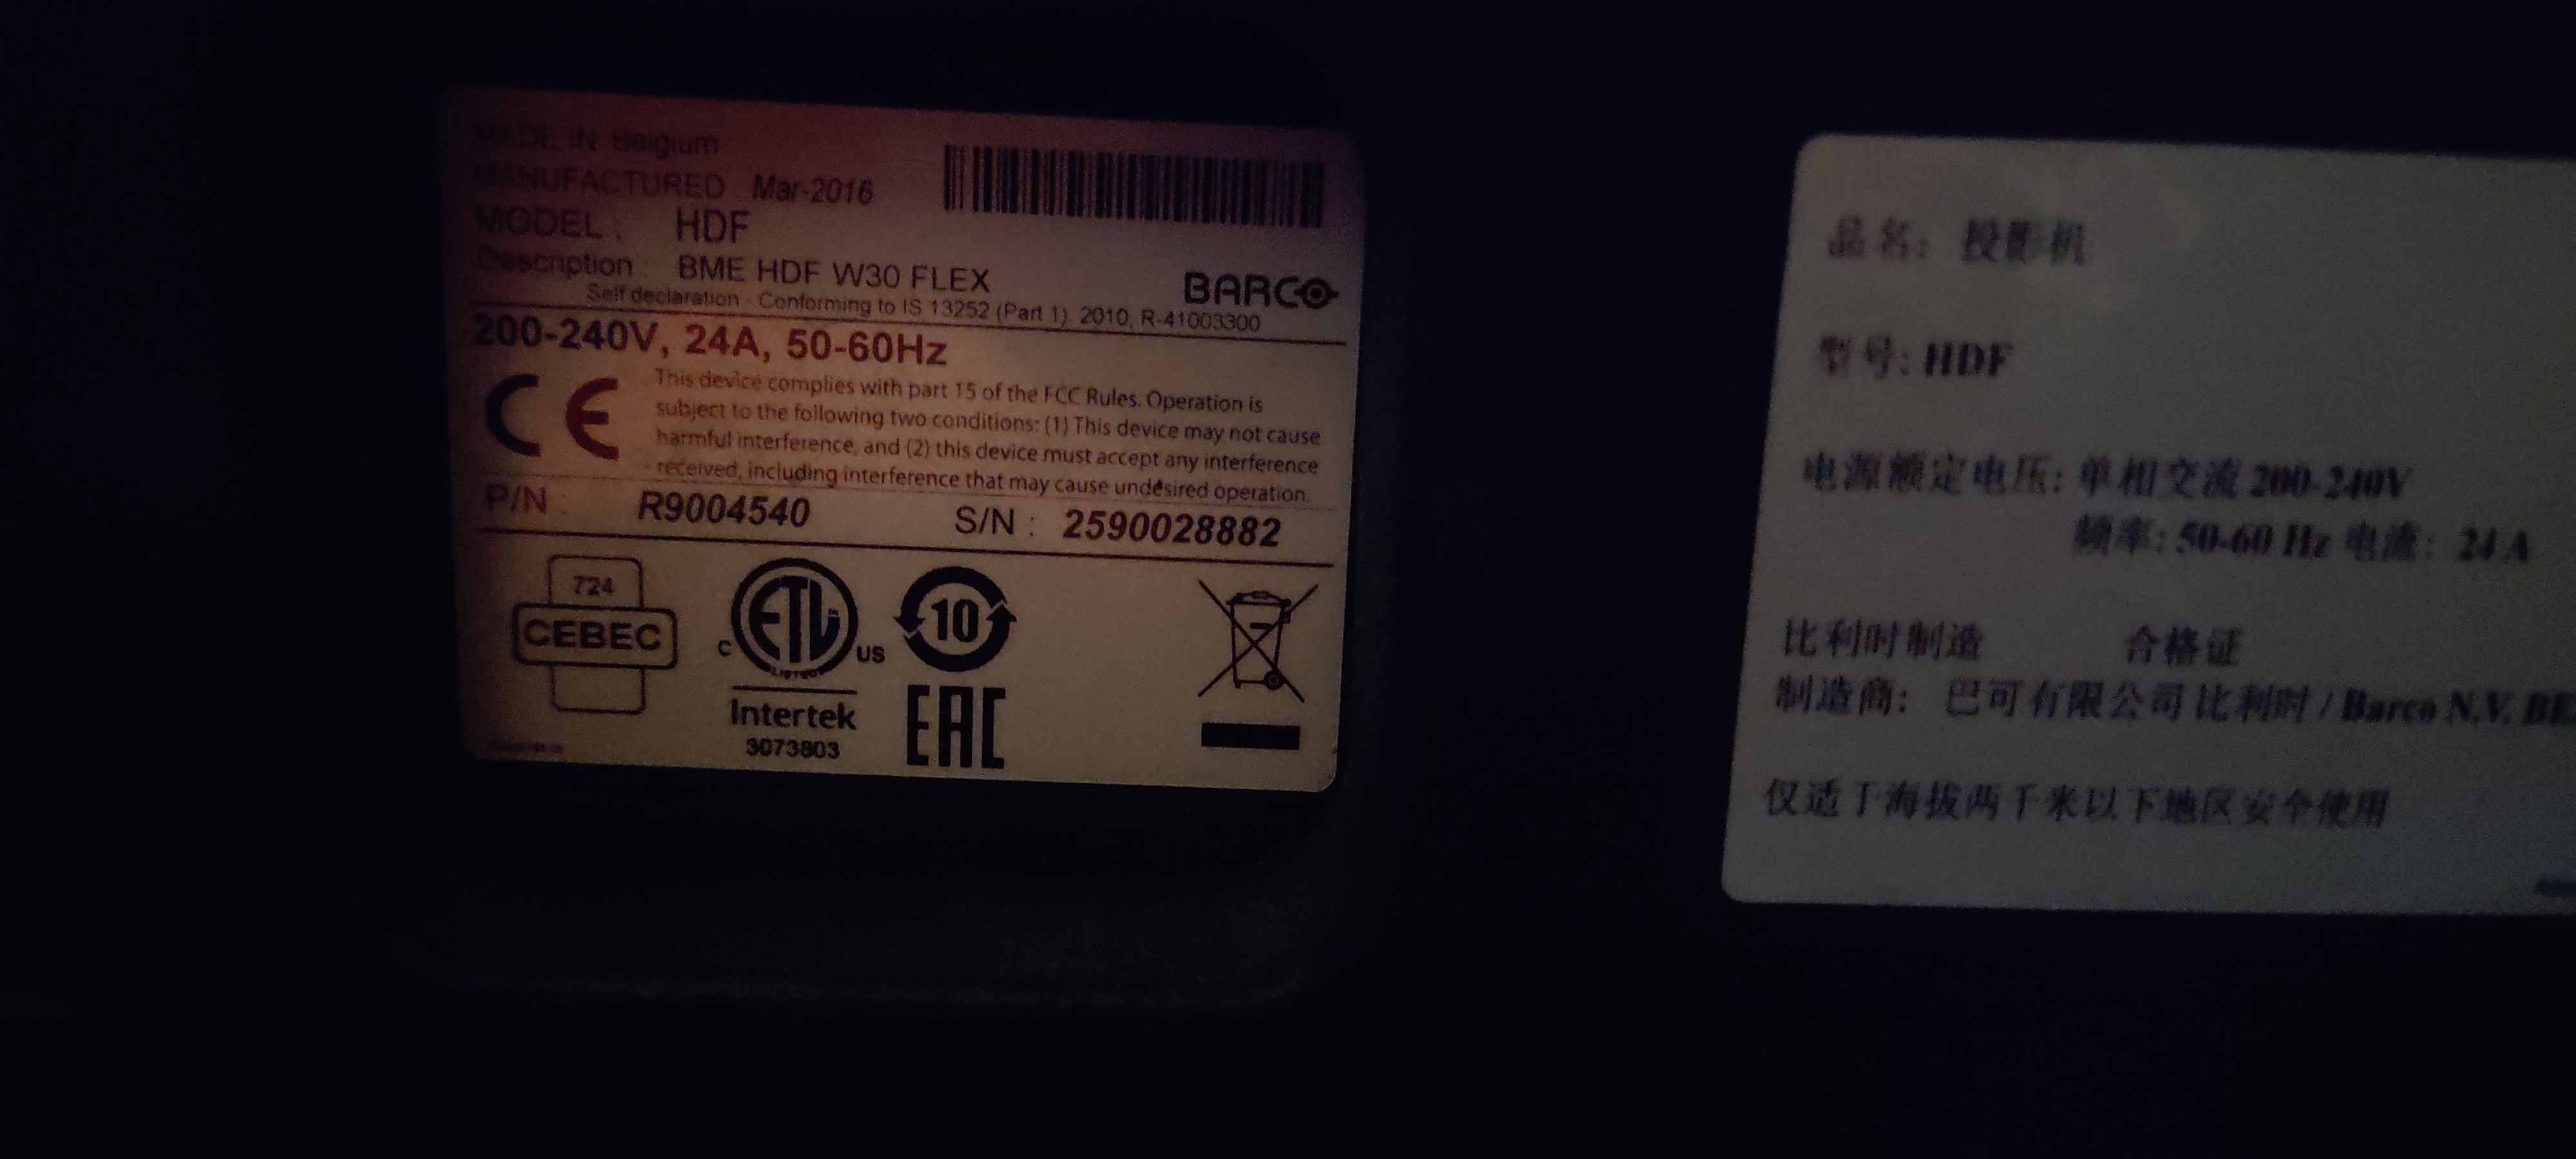 MADE IN Belgium
MANUFACTURED Mar-2016
MODEL : HDF
Description : BME HDF W30 FLEX
BARCO
Self declaration - Conforming to IS 13252 (Part 1): 2010, R-41003300
200-240V, 24A, 50-60Hz
CE
This device complies with part 15 of the FCC Rules. Operation is
subject to the following two conditions: (1) This device may not cause
harmful interference, and (2) this device must accept any interference
received, including interference that may cause undesired operation.
P/N : R9004540 S/N : 2590028882
724
CEBEC
C ETL US
LISTED
Intertek
3073803
10
EAC
品名: 投影机
型号: HDF
电源额定电压: 单相交流 200-240V
频率: 50-60 Hz 电流: 24 A
比利时制造 合格证
制造商: 巴可有限公司 比利时 / Barco N.V.
仅适于海拔两千米以下地区安全使用